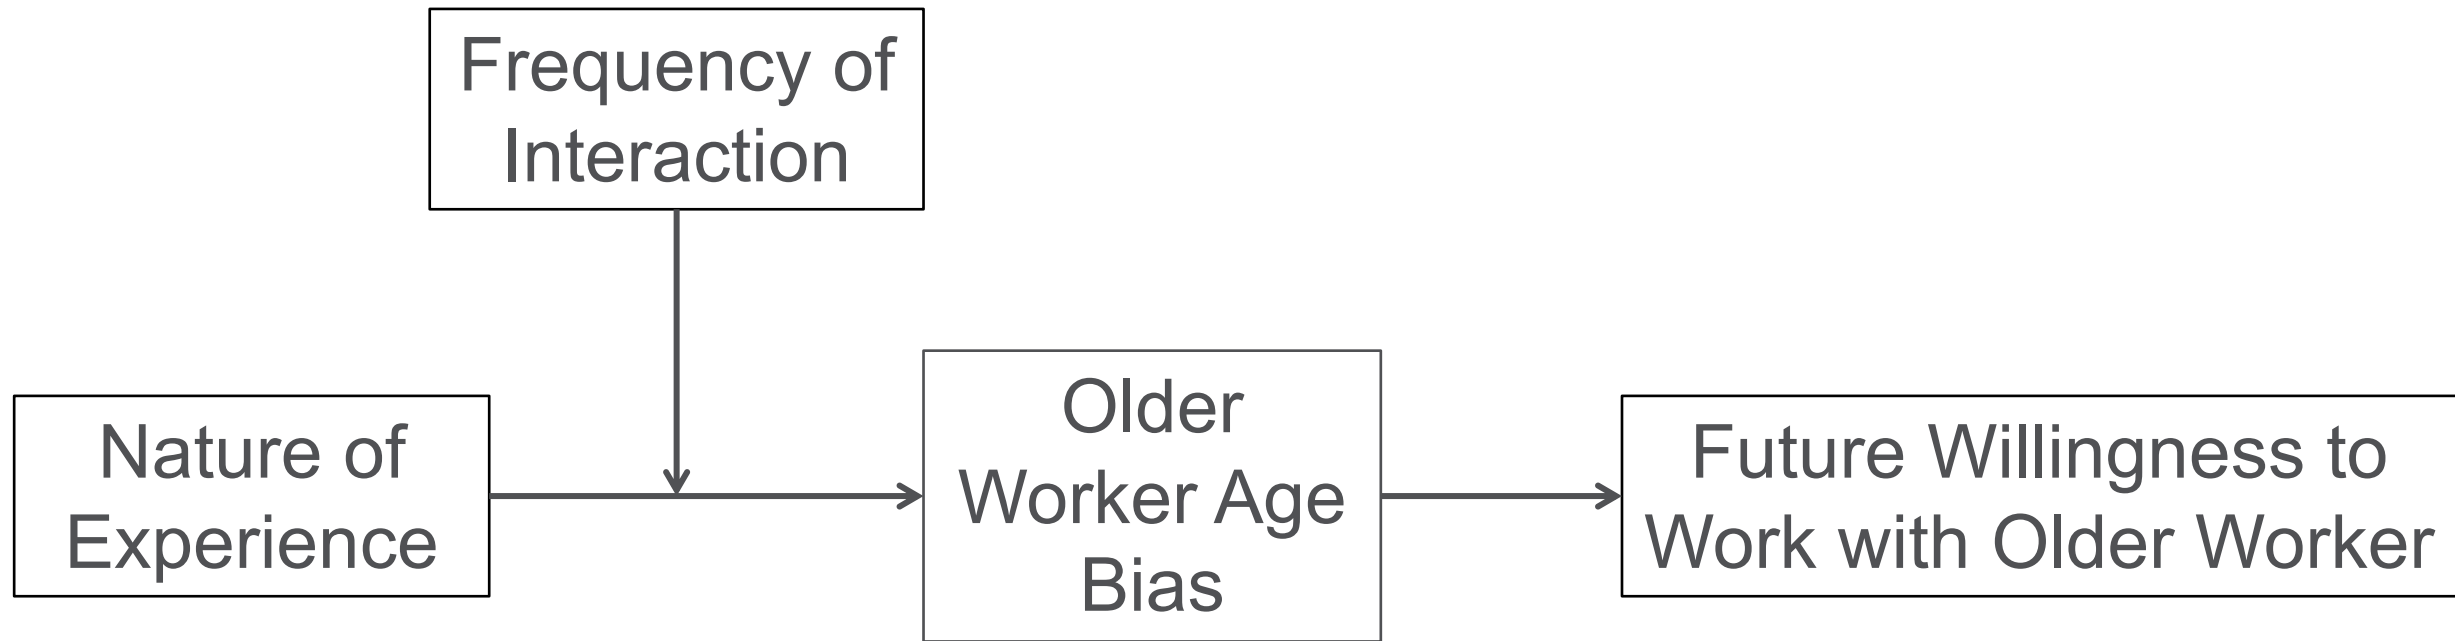 Frequency of
Interaction
Nature of
Experience
Older
Worker Age
Bias
Future Willingness to
Work with Older Worker